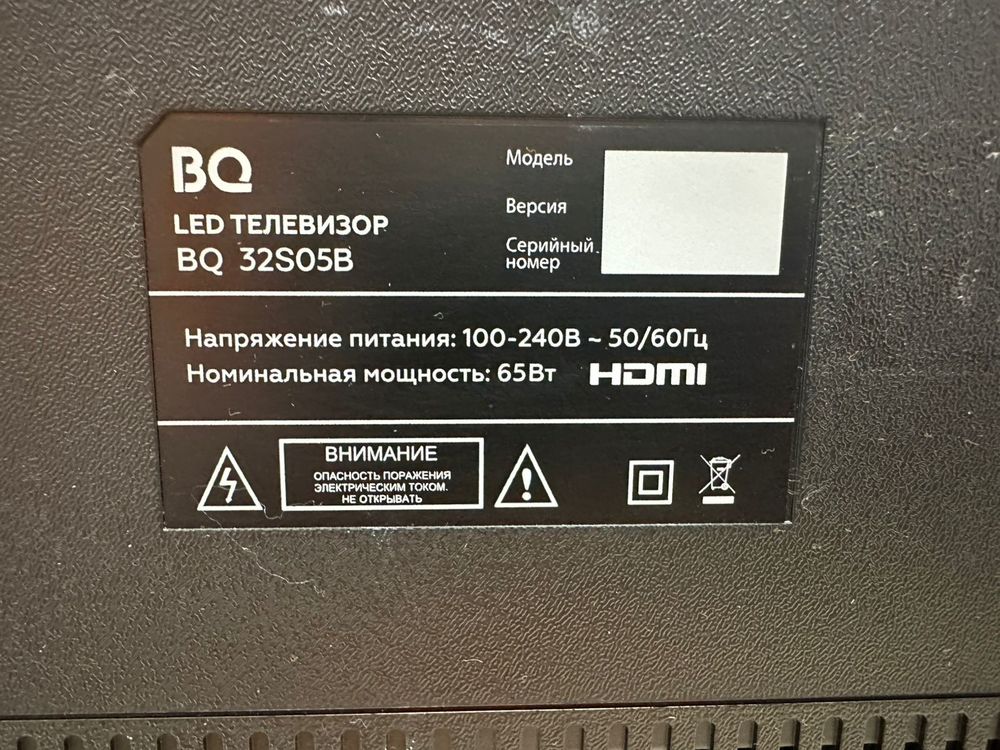 BQ
LED ТЕЛЕВИЗОР
BQ 32S05B
Модель
Версия
Серийный
номер
Напряжение питания: 100-240В ~ 50/60Гц
Номинальная мощность: 65Вт HDMI
ВНИМАНИЕ
ОПАСНОСТЬ ПОРАЖЕНИЯ
ЭЛЕКТРИЧЕСКИМ ТОКОМ.
НЕ ОТКРЫВАТЬ